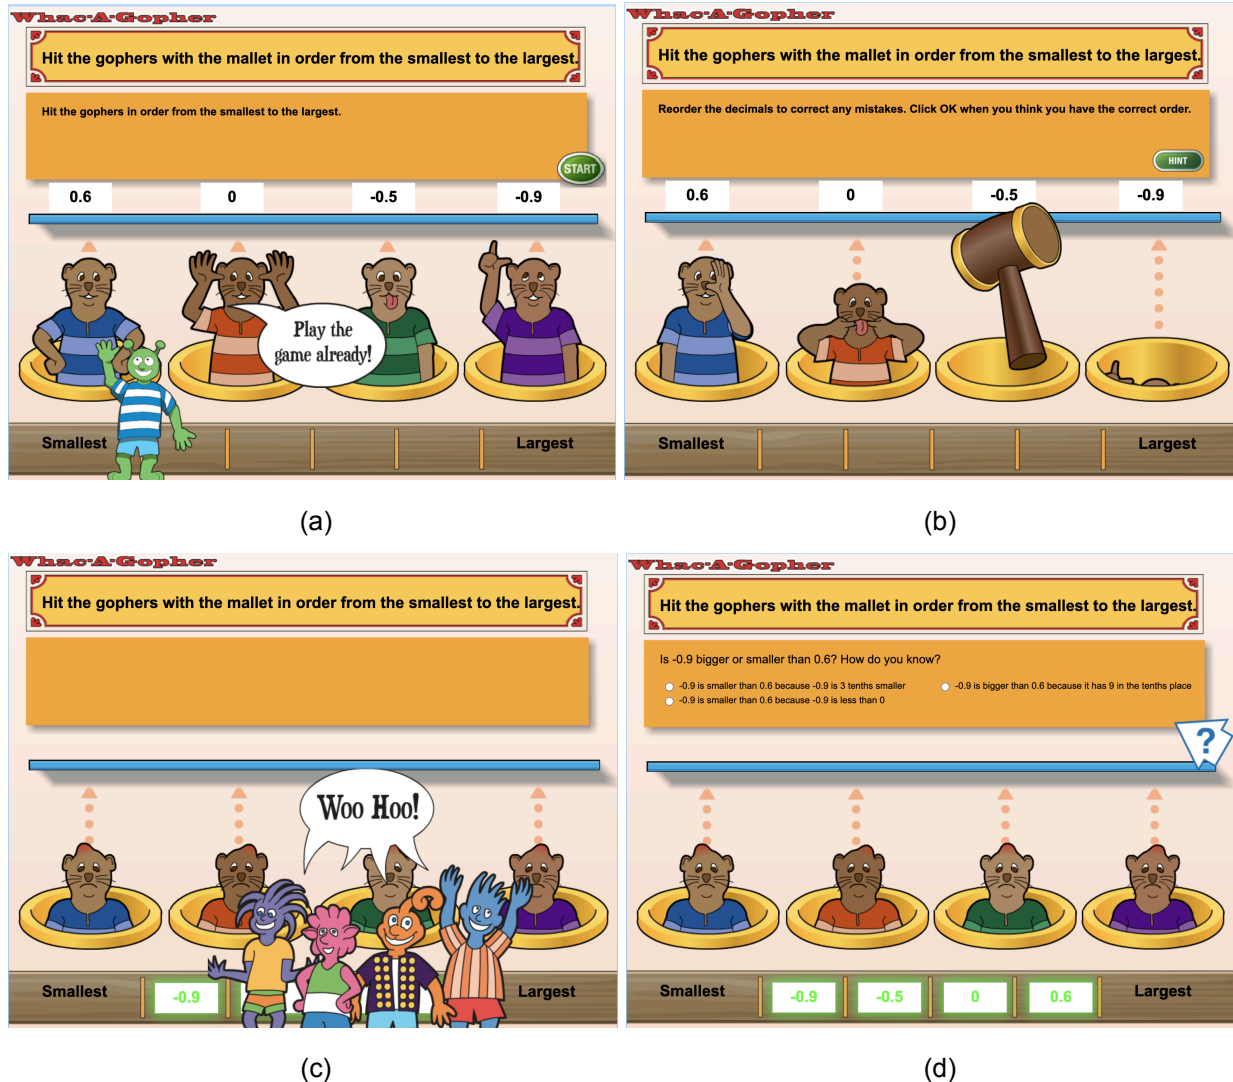 Whac-A-Gopher
Hit the gophers with the mallet in order from the smallest to the largest.
Hit the gophers in order from the smallest to the largest.
START
0.6
0
-0.5
-0.9
Play the
game already!
Smallest
Largest
(a)
Whac-A-Gopher
Hit the gophers with the mallet in order from the smallest to the largest.
Reorder the decimals to correct any mistakes. Click OK when you think you have the correct order.
HINT
0.6
0
-0.5
-0.9
Smallest
Largest
(b)
Whac-A-Gopher
Hit the gophers with the mallet in order from the smallest to the largest.
Woo Hoo!
Smallest
-0.9
Largest
(c)
Whac-A-Gopher
Hit the gophers with the mallet in order from the smallest to the largest.
Is -0.9 bigger or smaller than 0.6? How do you know?
-0.9 is smaller than 0.6 because -0.9 is 3 tenths smaller
-0.9 is bigger than 0.6 because it has 9 in the tenths place
-0.9 is smaller than 0.6 because -0.9 is less than 0
?
Smallest
-0.9
-0.5
0
0.6
Largest
(d)